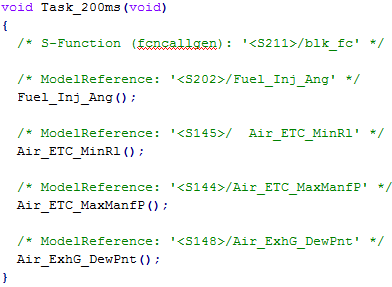 void Task_200ms(void)
{
/* S-Function (fcncallgen): '<S211>/blk_fc' */
/* ModelReference: '<S202>/Fuel_Inj_Ang' */
Fuel_Inj_Ang();
/* ModelReference: '<S145>/  Air_ETC_MinRl' */
Air_ETC_MinRl();
/* ModelReference: '<S144>/Air_ETC_MaxManfP' */
Air_ETC_MaxManfP();
/* ModelReference: '<S148>/Air_ExhG_DewPnt' */
Air_ExhG_DewPnt();
}